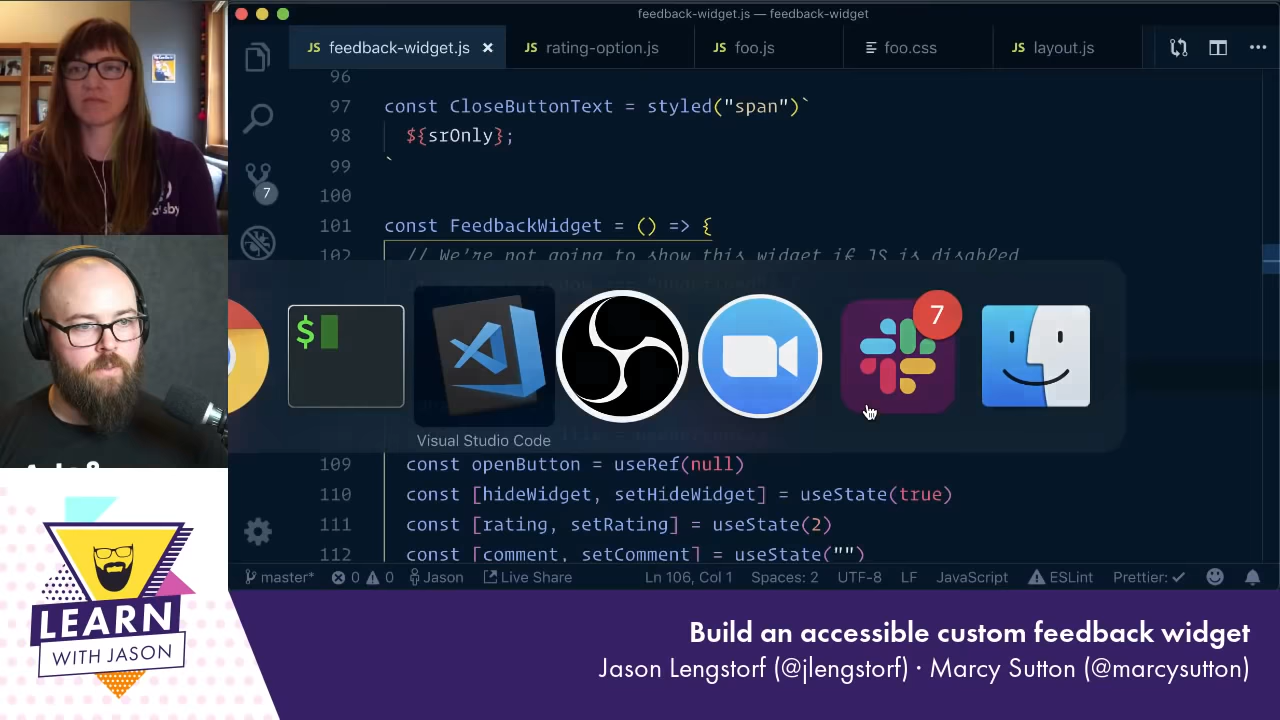 feedback-widget.js — feedback-widget
JS feedback-widget.js ×
JS rating-option.js
JS foo.js
foo.css
JS layout.js
96
97 const CloseButtonText = styled("span")`
98 ${srOnly};
99 `
100
101 const FeedbackWidget = () => {
102 // We're not going to show this widget if JS is disabled
7
$
7
Visual Studio Code
109 const openButton = useRef(null)
110 const [hideWidget, setHideWidget] = useState(true)
111 const [rating, setRating] = useState(2)
112 const [comment, setComment] = useState("")
master* 0 0 Jason Live Share Ln 106, Col 1 Spaces: 2 UTF-8 LF JavaScript ESLint Prettier: ✓
LEARN
WITH JASON
Build an accessible custom feedback widget
Jason Lengstorf (@jlengstorf) · Marcy Sutton (@marcysutton)